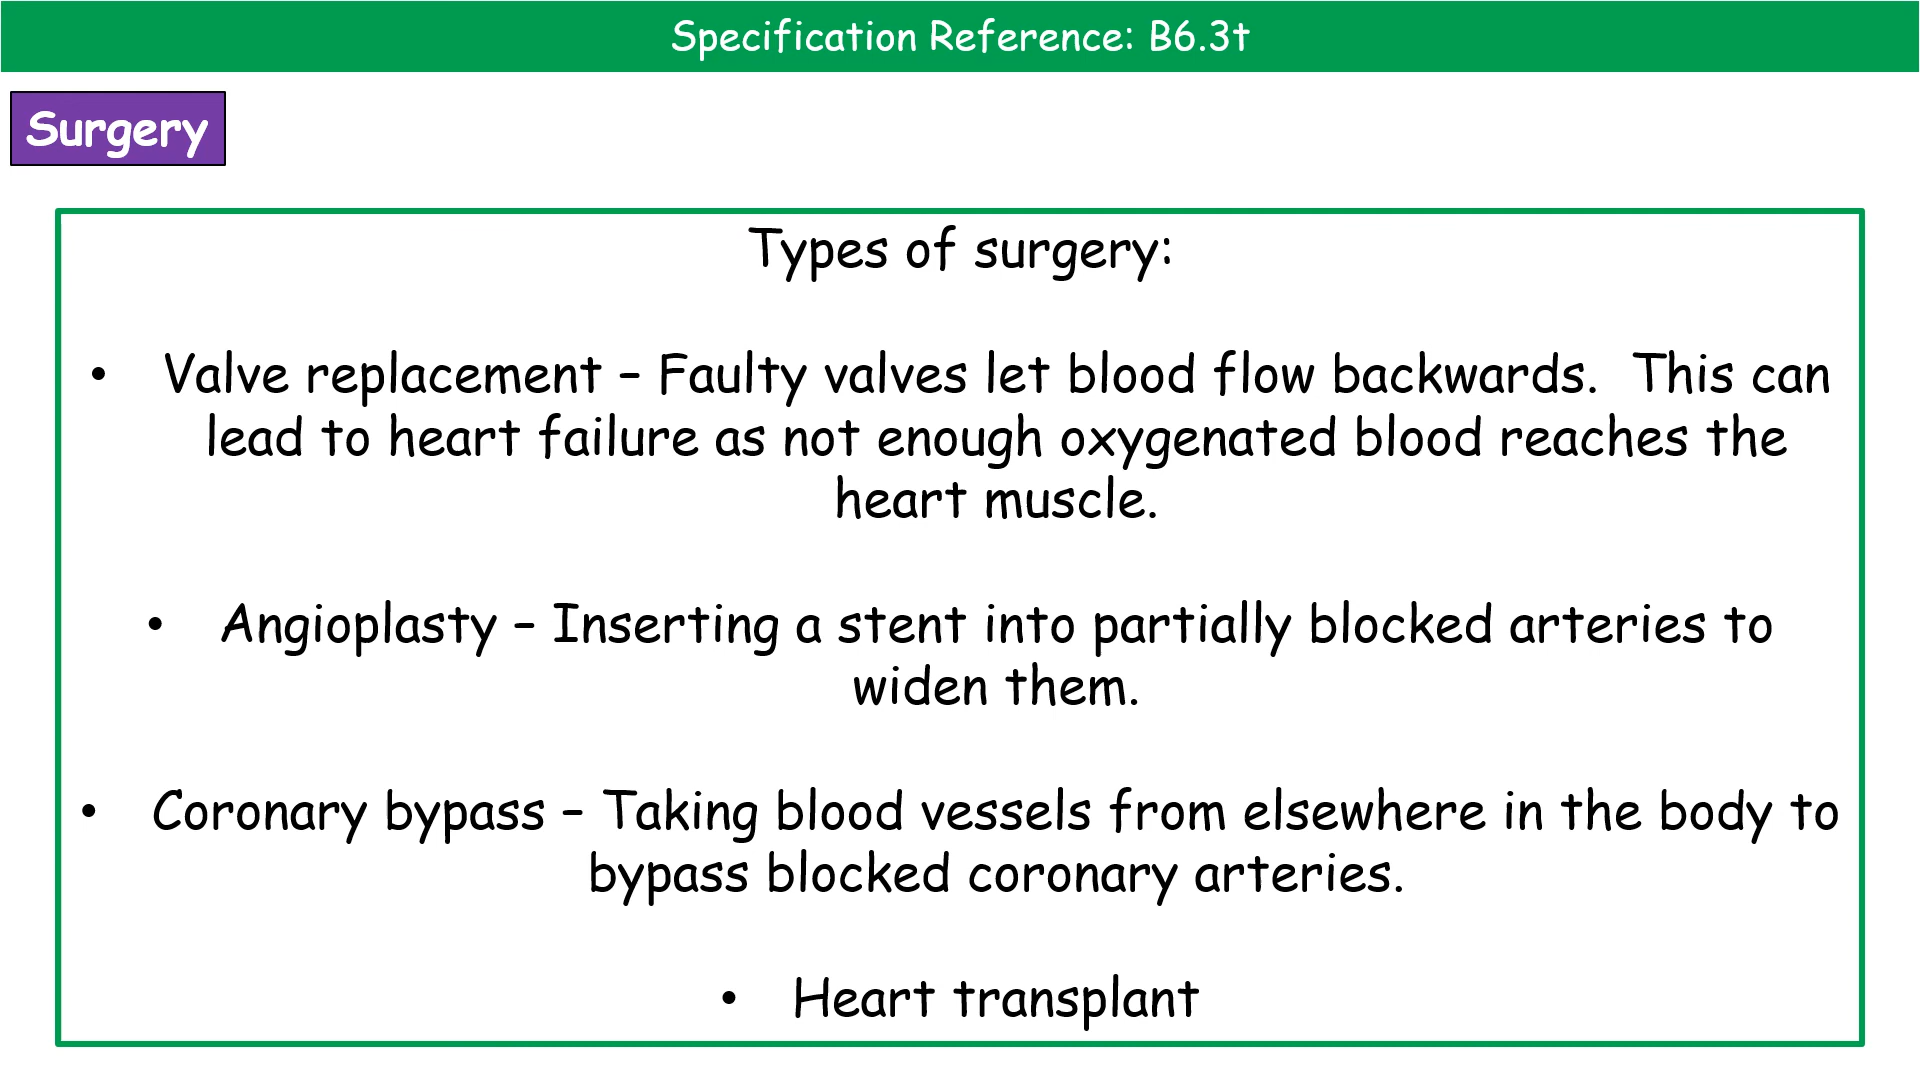 Specification Reference: B6.3t
Surgery
Types of surgery:
• Valve replacement – Faulty valves let blood flow backwards.  This can
lead to heart failure as not enough oxygenated blood reaches the
heart muscle.
• Angioplasty – Inserting a stent into partially blocked arteries to
widen them.
• Coronary bypass – Taking blood vessels from elsewhere in the body to
bypass blocked coronary arteries.
• Heart transplant